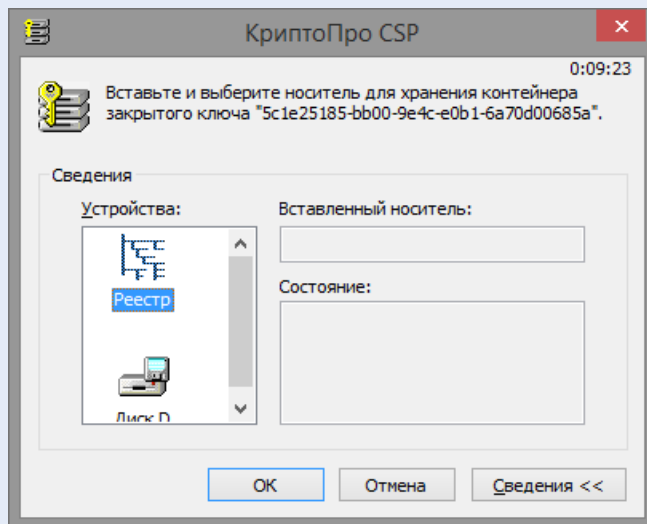 КриптоПро CSP
0:09:23
Вставьте и выберите носитель для хранения контейнера
закрытого ключа "5c1e25185-bb00-9e4c-e0b1-6a70d00685a".
Сведения
Устройства:
Вставленный носитель:
Реестр
Состояние:
Диск D
ОК
Отмена
Сведения <<